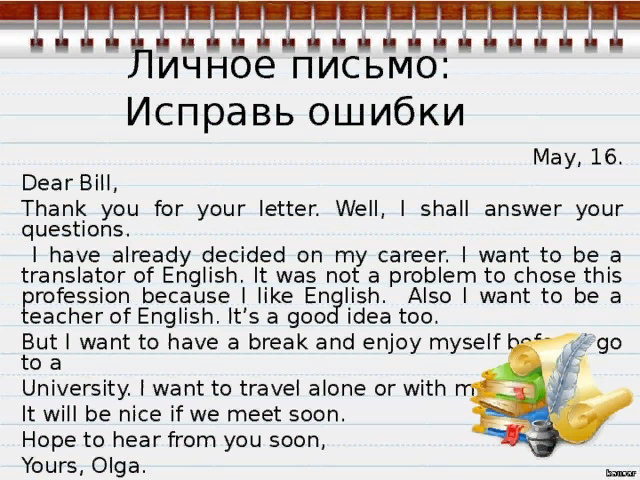 Личное письмо:
Исправь ошибки
May, 16.
Dear Bill,
Thank you for your letter. Well, I shall answer your
questions.
I have already decided on my career. I want to be a
translator of English. It was not a problem to chose this
profession because I like English. Also I want to be a
teacher of English. It’s a good idea too.
But I want to have a break and enjoy myself go
to a
University. I want to travel alone or with
It will be nice if we meet soon.
Hope to hear from you soon,
Yours, Olga.